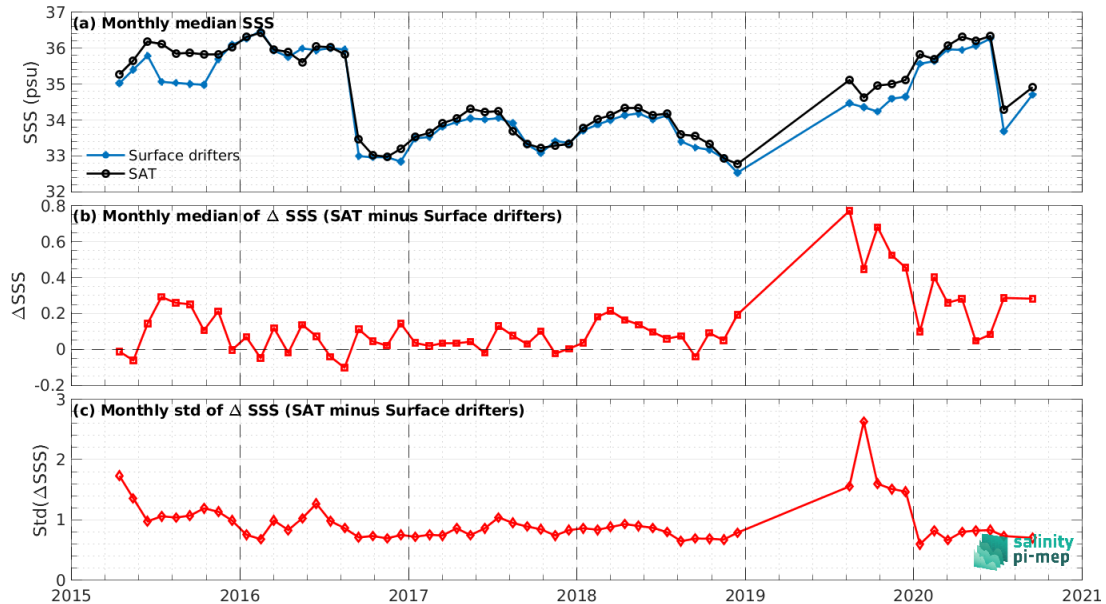 (a) Monthly median SSS
37
36
35
34
33
32
SSS (psu)
Surface drifters
SAT
(b) Monthly median of Δ SSS (SAT minus Surface drifters)
0.8
0.6
0.4
0.2
0
-0.2
ΔSSS
(c) Monthly std of Δ SSS (SAT minus Surface drifters)
3
2
1
0
Std(ΔSSS)
salinity
pi-mep
2015 2016 2017 2018 2019 2020 2021